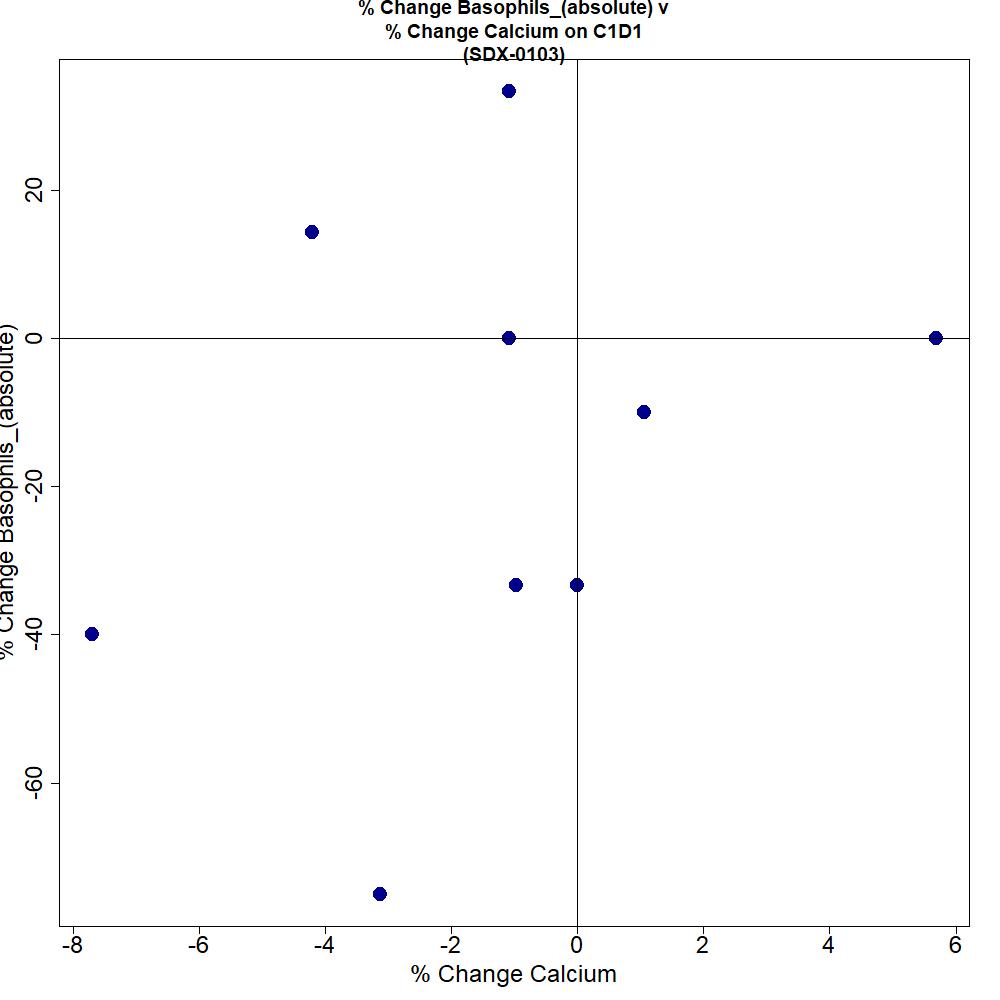 % Change Basophils_(absolute) v
% Change Calcium on C1D1
(SDX-0103)
% Change Basophils_(absolute)
20
0
-20
-40
-60
-8 -6 -4 -2 0 2 4 6
% Change Calcium